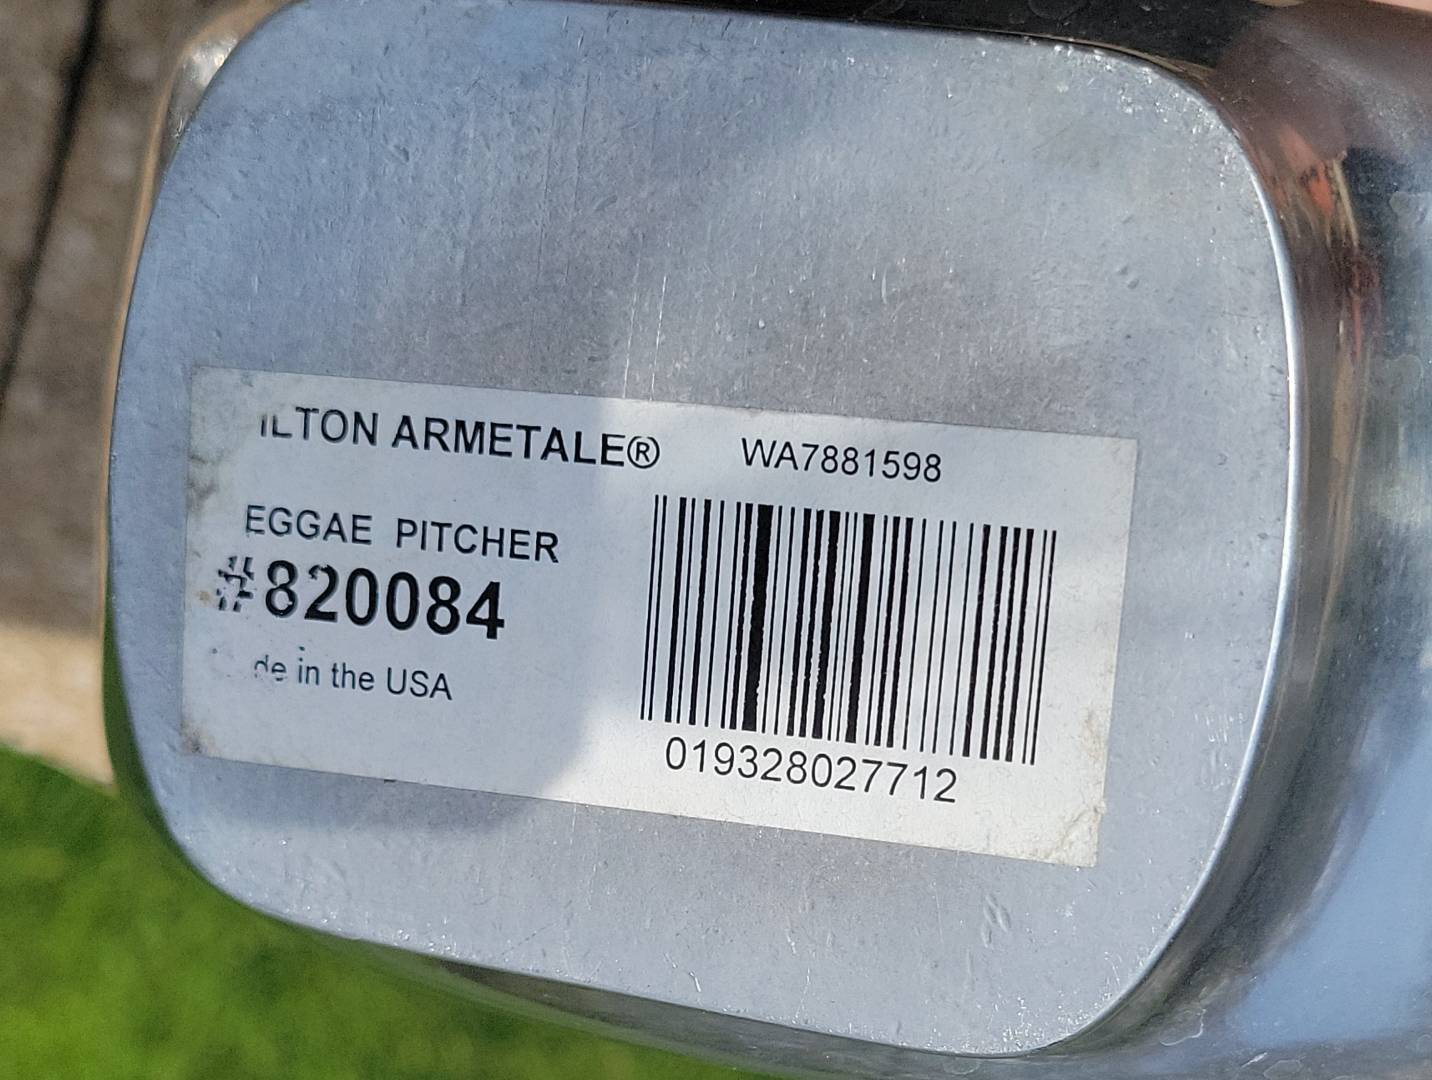 ILTON ARMETALE® WA7881598
EGGAE PITCHER
#820084
de in the USA
019328027712